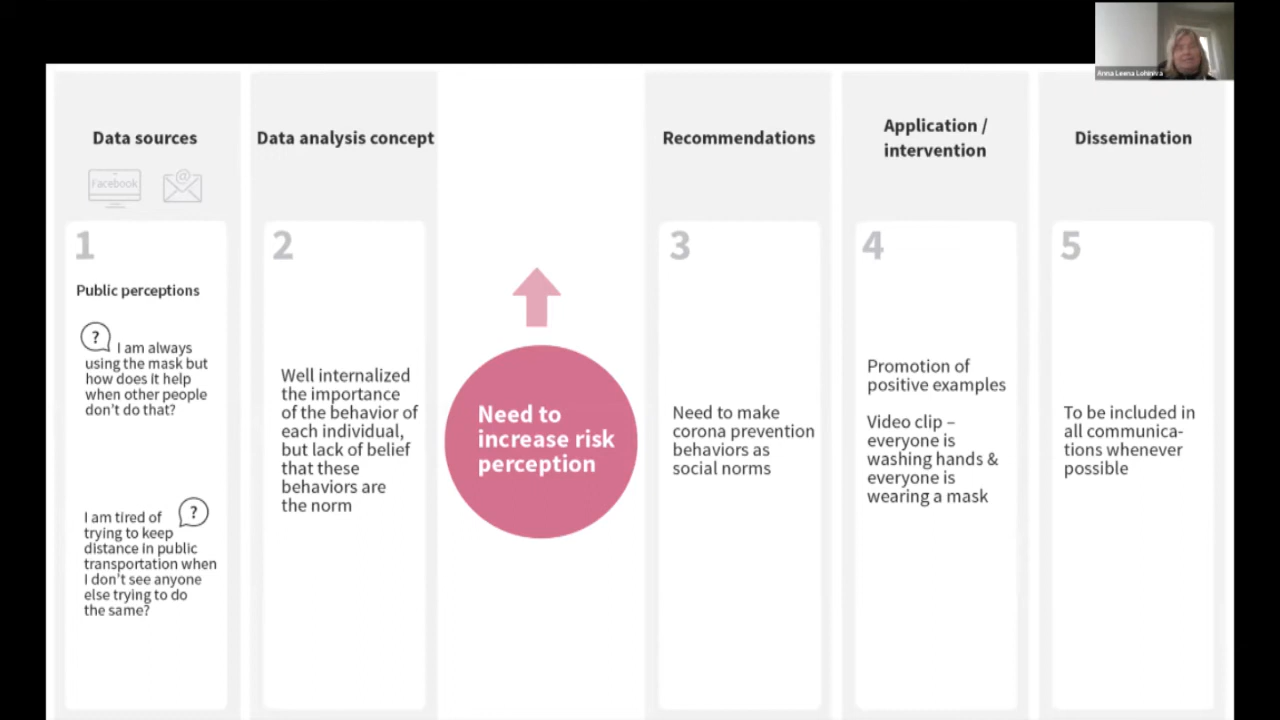 Anna Leena Lohiniva
Data sources
Facebook
@
1
Public perceptions
?
I am always
using the mask but
how does it help
when other people
don't do that?
?
I am tired of
trying to keep
distance in public
transportation when
I don't see anyone
else trying to do
the same?
Data analysis concept
2
Well internalized
the importance
of the behavior of
each individual,
but lack of belief
that these
behaviors are
the norm
Need to
increase risk
perception
Recommendations
3
Need to make
corona prevention
behaviors as
social norms
Application /
intervention
4
Promotion of
positive examples
Video clip –
everyone is
washing hands &
everyone is
wearing a mask
Dissemination
5
To be included in
all communica-
tions whenever
possible